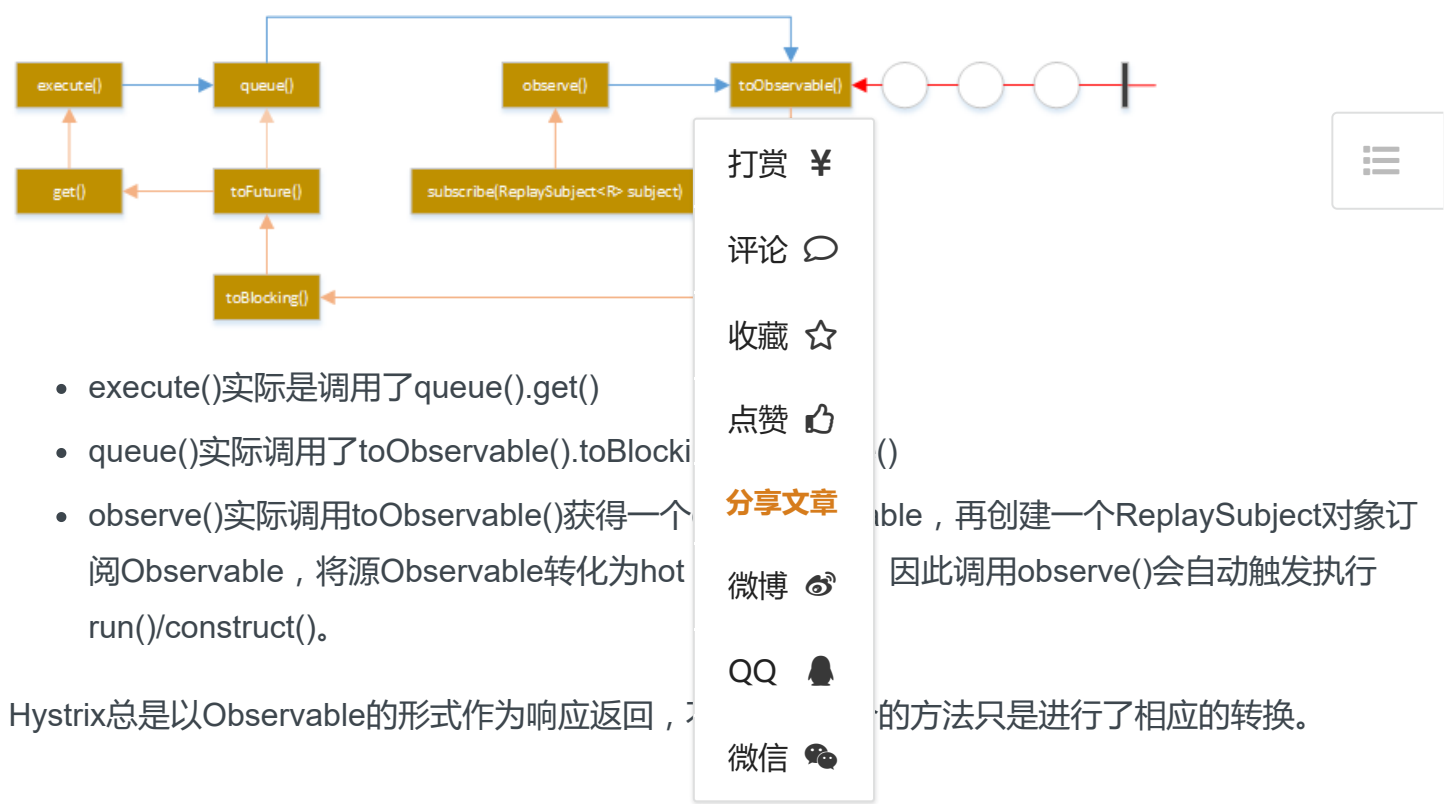 execute()
queue()
observe()
toObservable()
get()
toFuture()
subscribe(ReplaySubject<R> subject)
toBlocking()
打赏 ¥
评论
收藏
点赞
分享文章
微博
QQ
微信
execute()实际是调用了queue().get()
queue()实际调用了toObservable().toBlocki ()
observe()实际调用toObservable()获得一个 able，再创建一个ReplaySubject对象订
阅Observable，将源Observable转化为hot 因此调用observe()会自动触发执行
run()/construct()。
Hystrix总是以Observable的形式作为响应返回， 的方法只是进行了相应的转换。